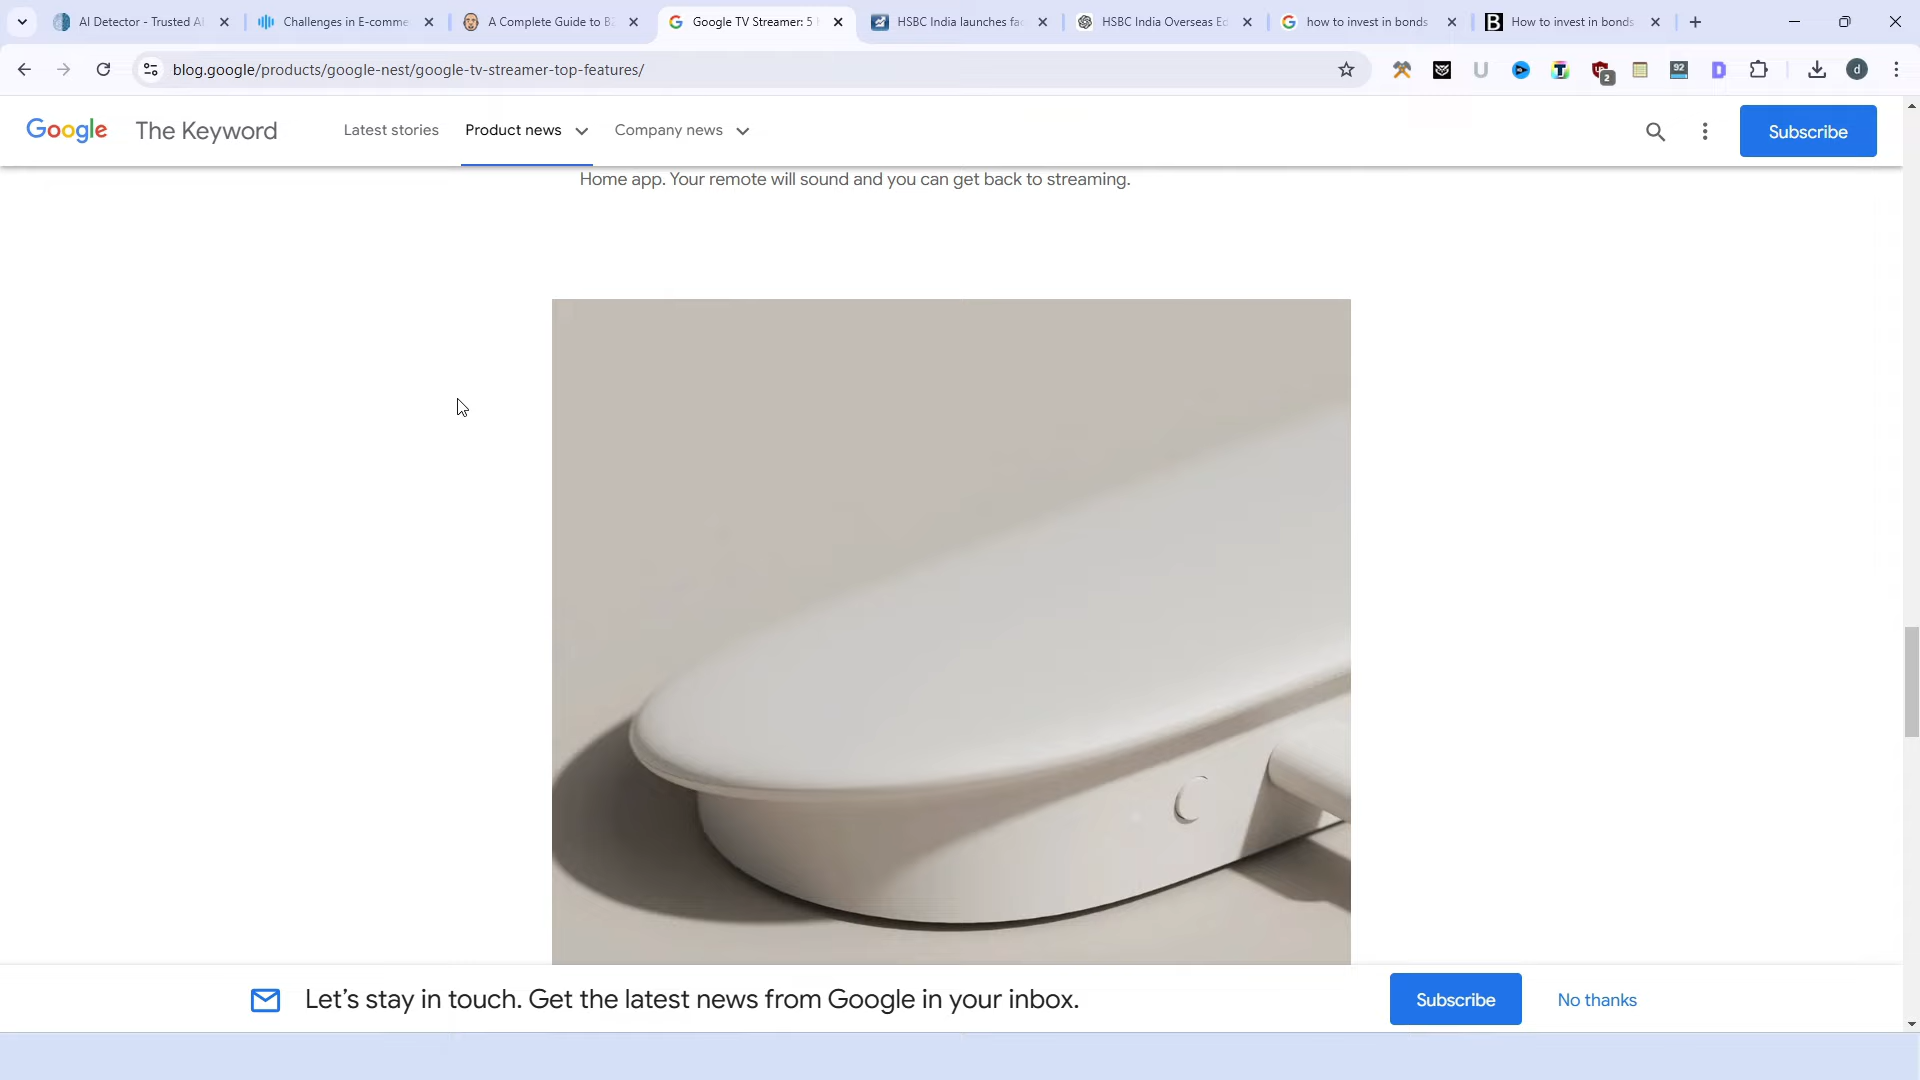 AI Detector - Trusted AI
Challenges in E-comme
A Complete Guide to B2
Google TV Streamer: 5
HSBC India launches fac
HSBC India Overseas Ed
how to invest in bonds
How to invest in bonds
blog.google/products/google-nest/google-tv-streamer-top-features/
2
92
d
Google The Keyword
Latest stories
Product news
Company news
Subscribe
Home app. Your remote will sound and you can get back to streaming.
Let’s stay in touch. Get the latest news from Google in your inbox.
Subscribe
No thanks